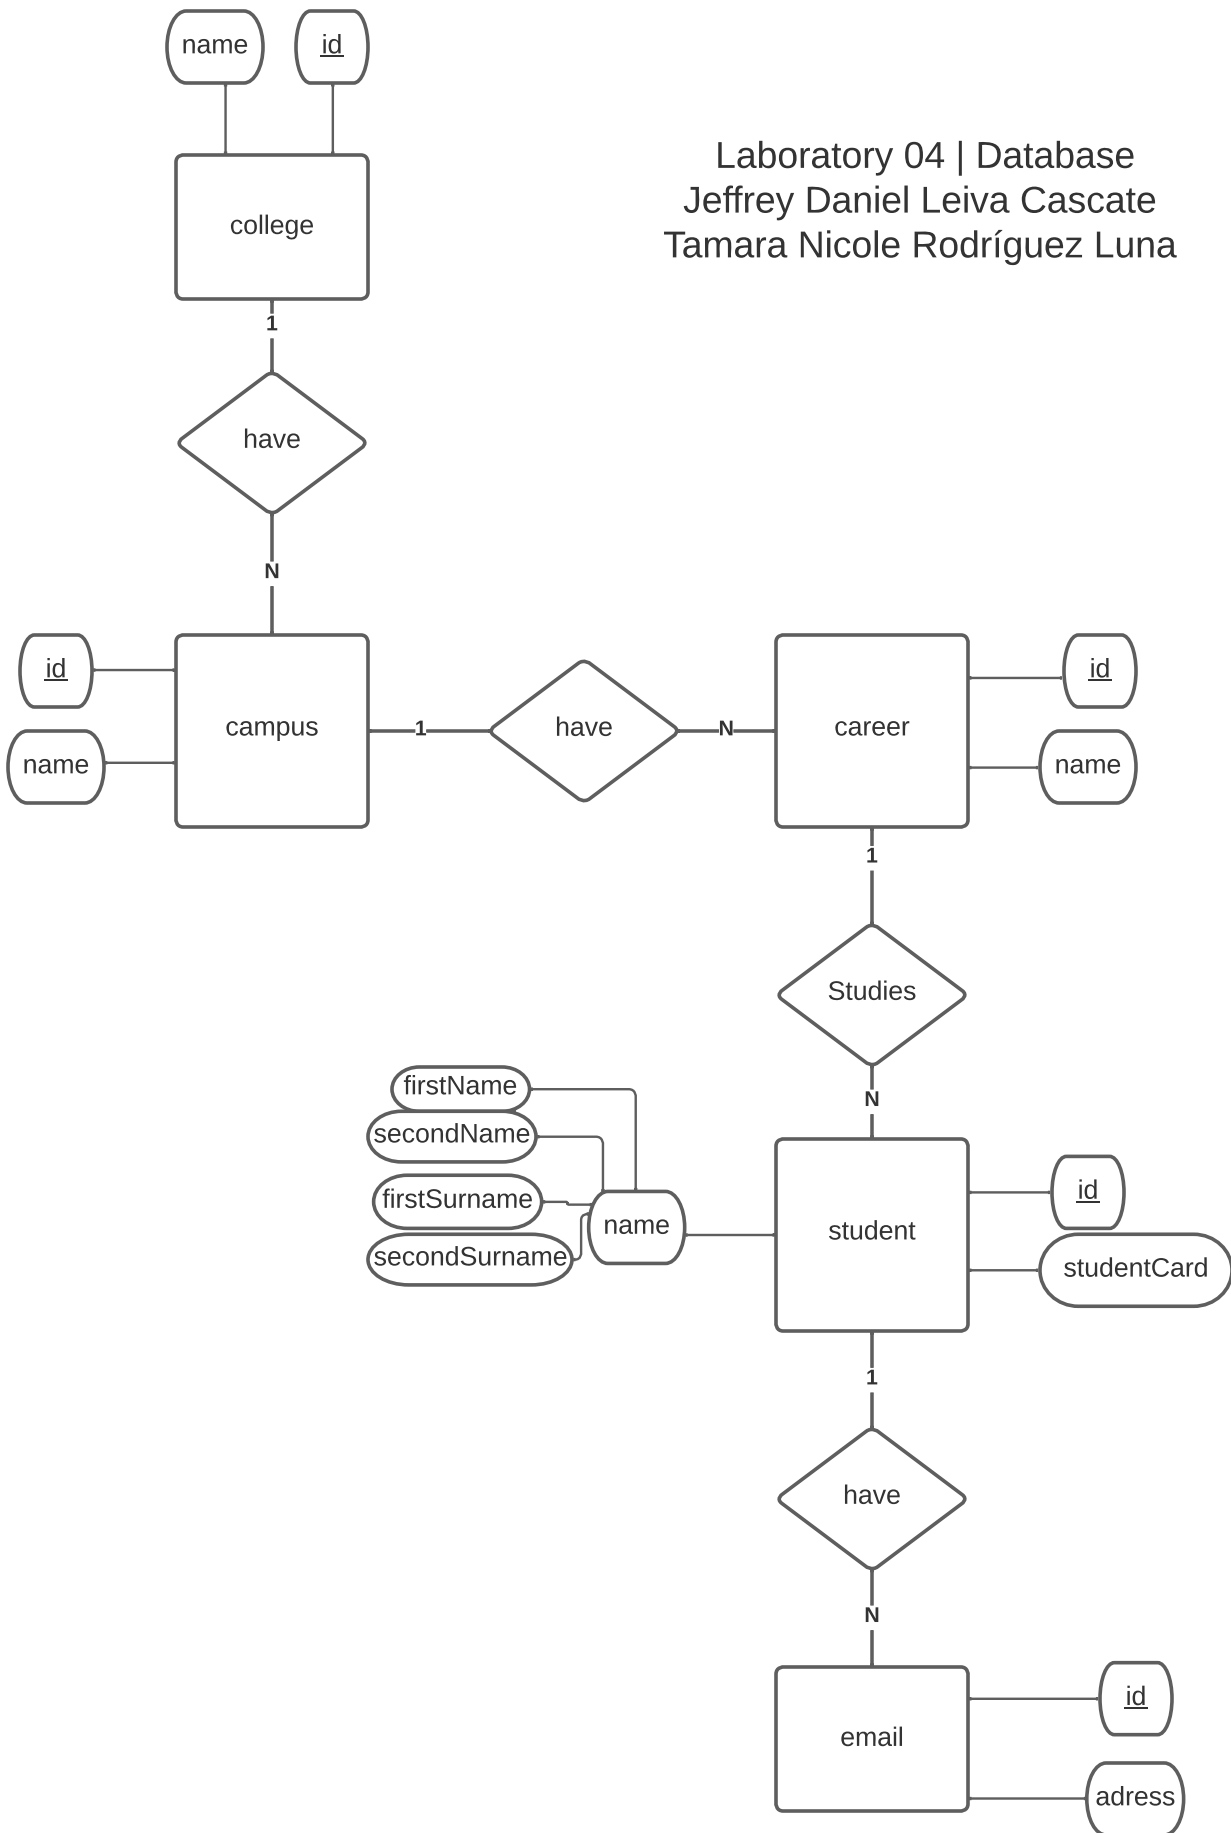 name
id
Laboratory 04 | Database
Jeffrey Daniel Leiva Cascate
Tamara Nicole Rodríguez Luna
college
1
have
N
id
name
campus
1
have
N
career
id
name
1
Studies
N
firstName
secondName
firstSurname
secondSurname
name
student
id
studentCard
1
have
N
email
id
adress